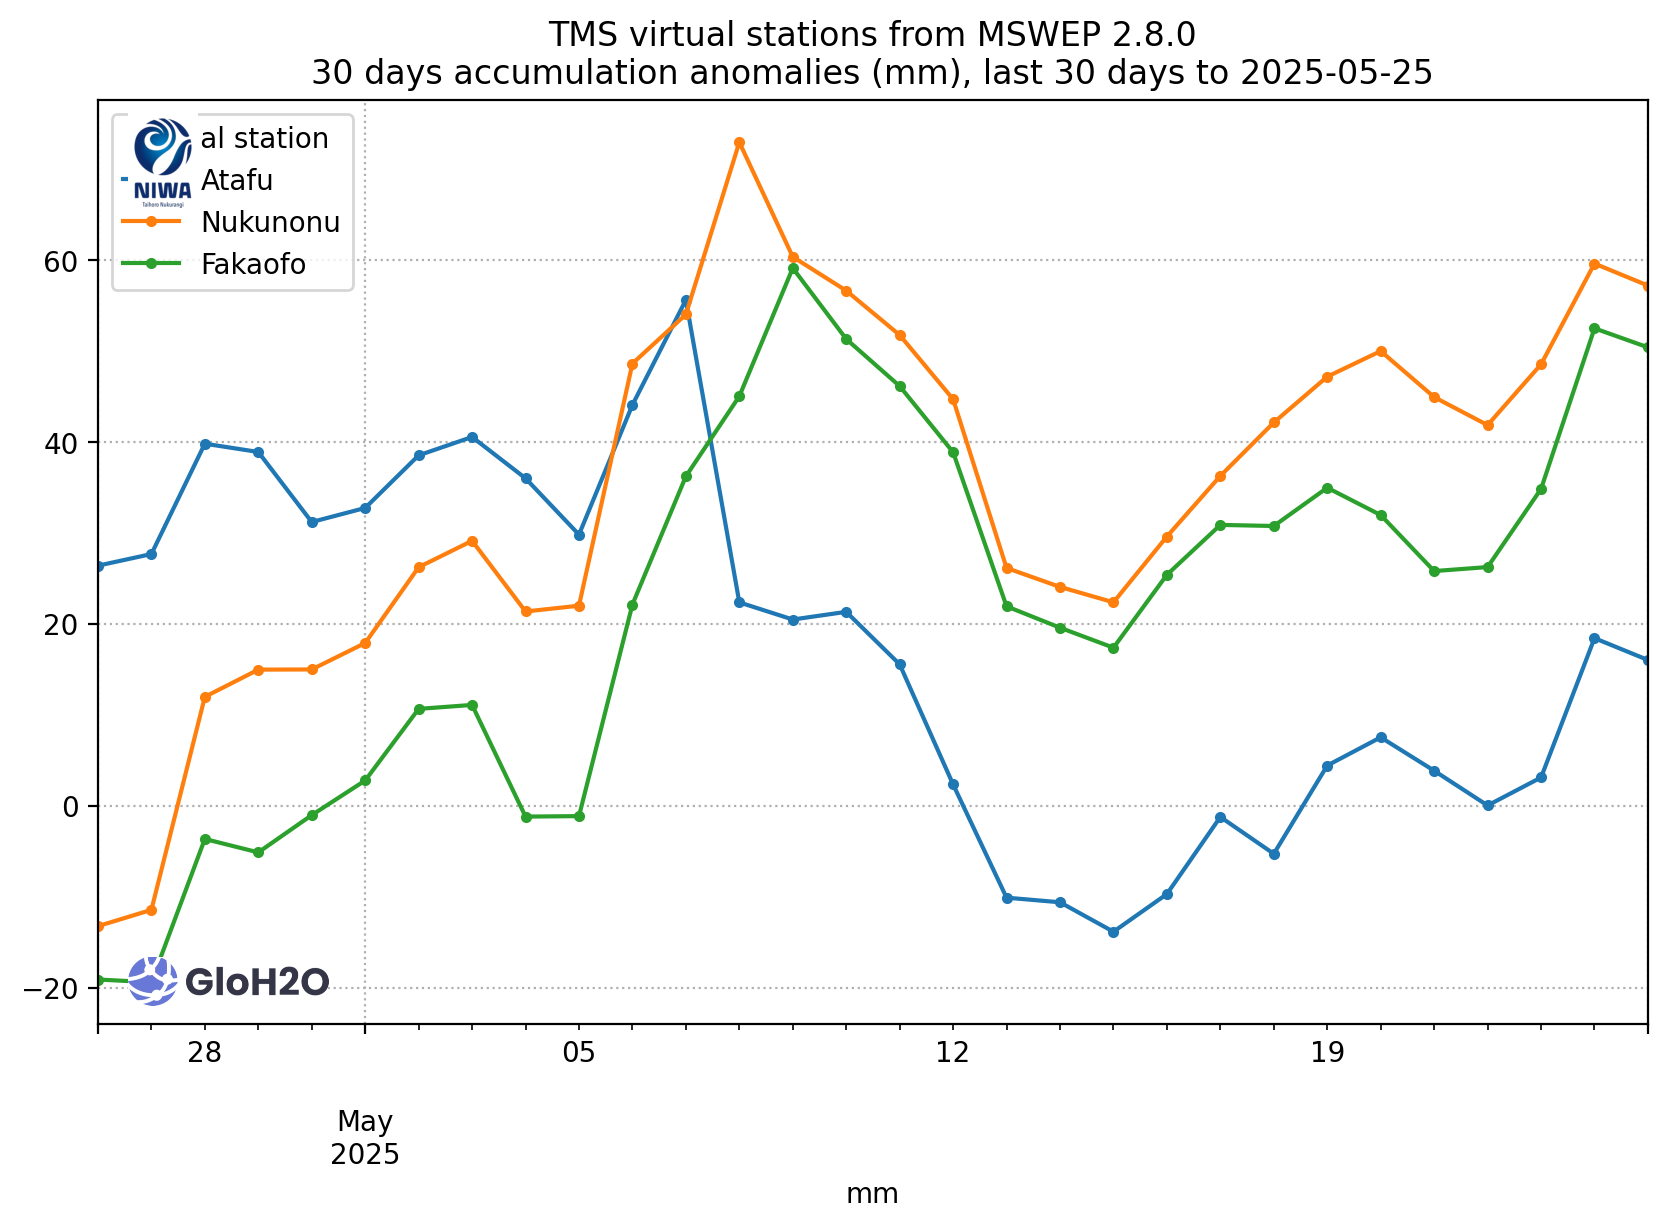 TMS virtual stations from MSWEP 2.8.0
30 days accumulation anomalies (mm), last 30 days to 2025-05-25
al station
Atafu
Nukunonu
Fakaofo
NIWA
Taihoro Nukurangi
60
40
20
0
−20
GloH2O
28
05
12
19
May
2025
mm